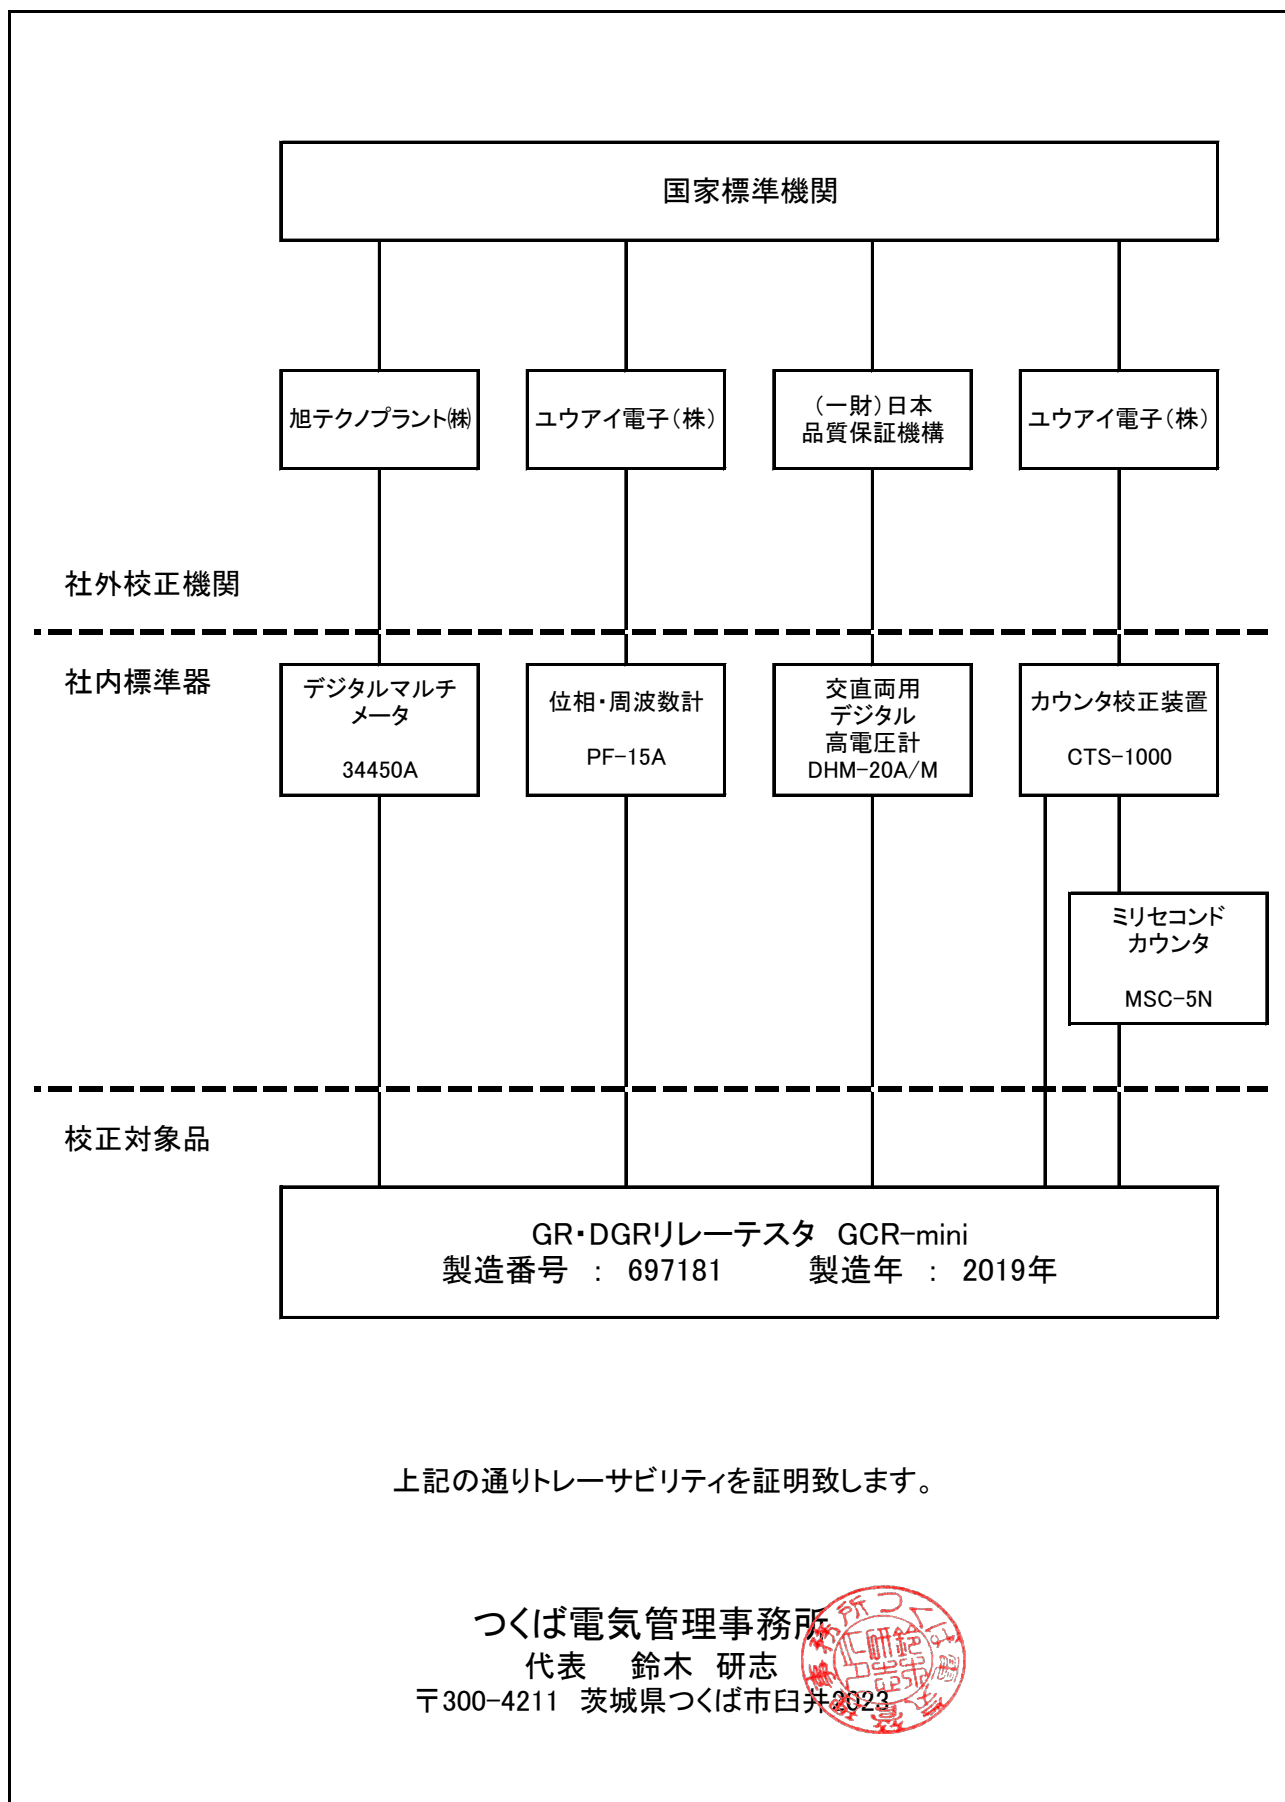 国家標準機関
旭テクノプラント㈱
ユウアイ電子（株）
（一財）日本
品質保証機構
ユウアイ電子（株）
社外校正機関
社内標準器
デジタルマルチ
メータ
34450A
位相・周波数計
PF-15A
交直両用
デジタル
高電圧計
DHM-20A/M
カウンタ校正装置
CTS-1000
ミリセコンド
カウンタ
MSC-5N
校正対象品
GR・DGRリレーテスタ GCR-mini
製造番号 ： 697181 製造年 ： 2019年
上記の通りトレーサビリティを証明致します。
つくば電気管理事務所
代表 鈴木 研志
〒300-4211 茨城県つくば市臼井2023